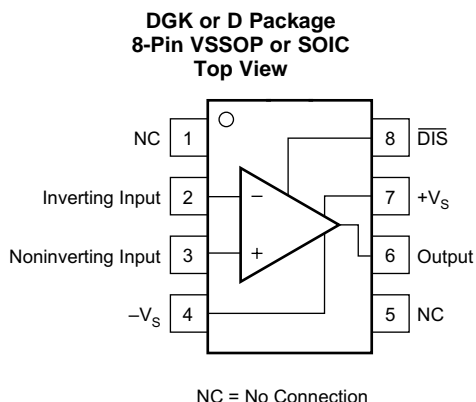 DGK or D Package
8-Pin VSSOP or SOIC
Top View
NC 1
8 DIS
Inverting Input 2
−
7 +VS
Noninverting Input 3
+
6 Output
−VS 4
5 NC
NC = No Connection